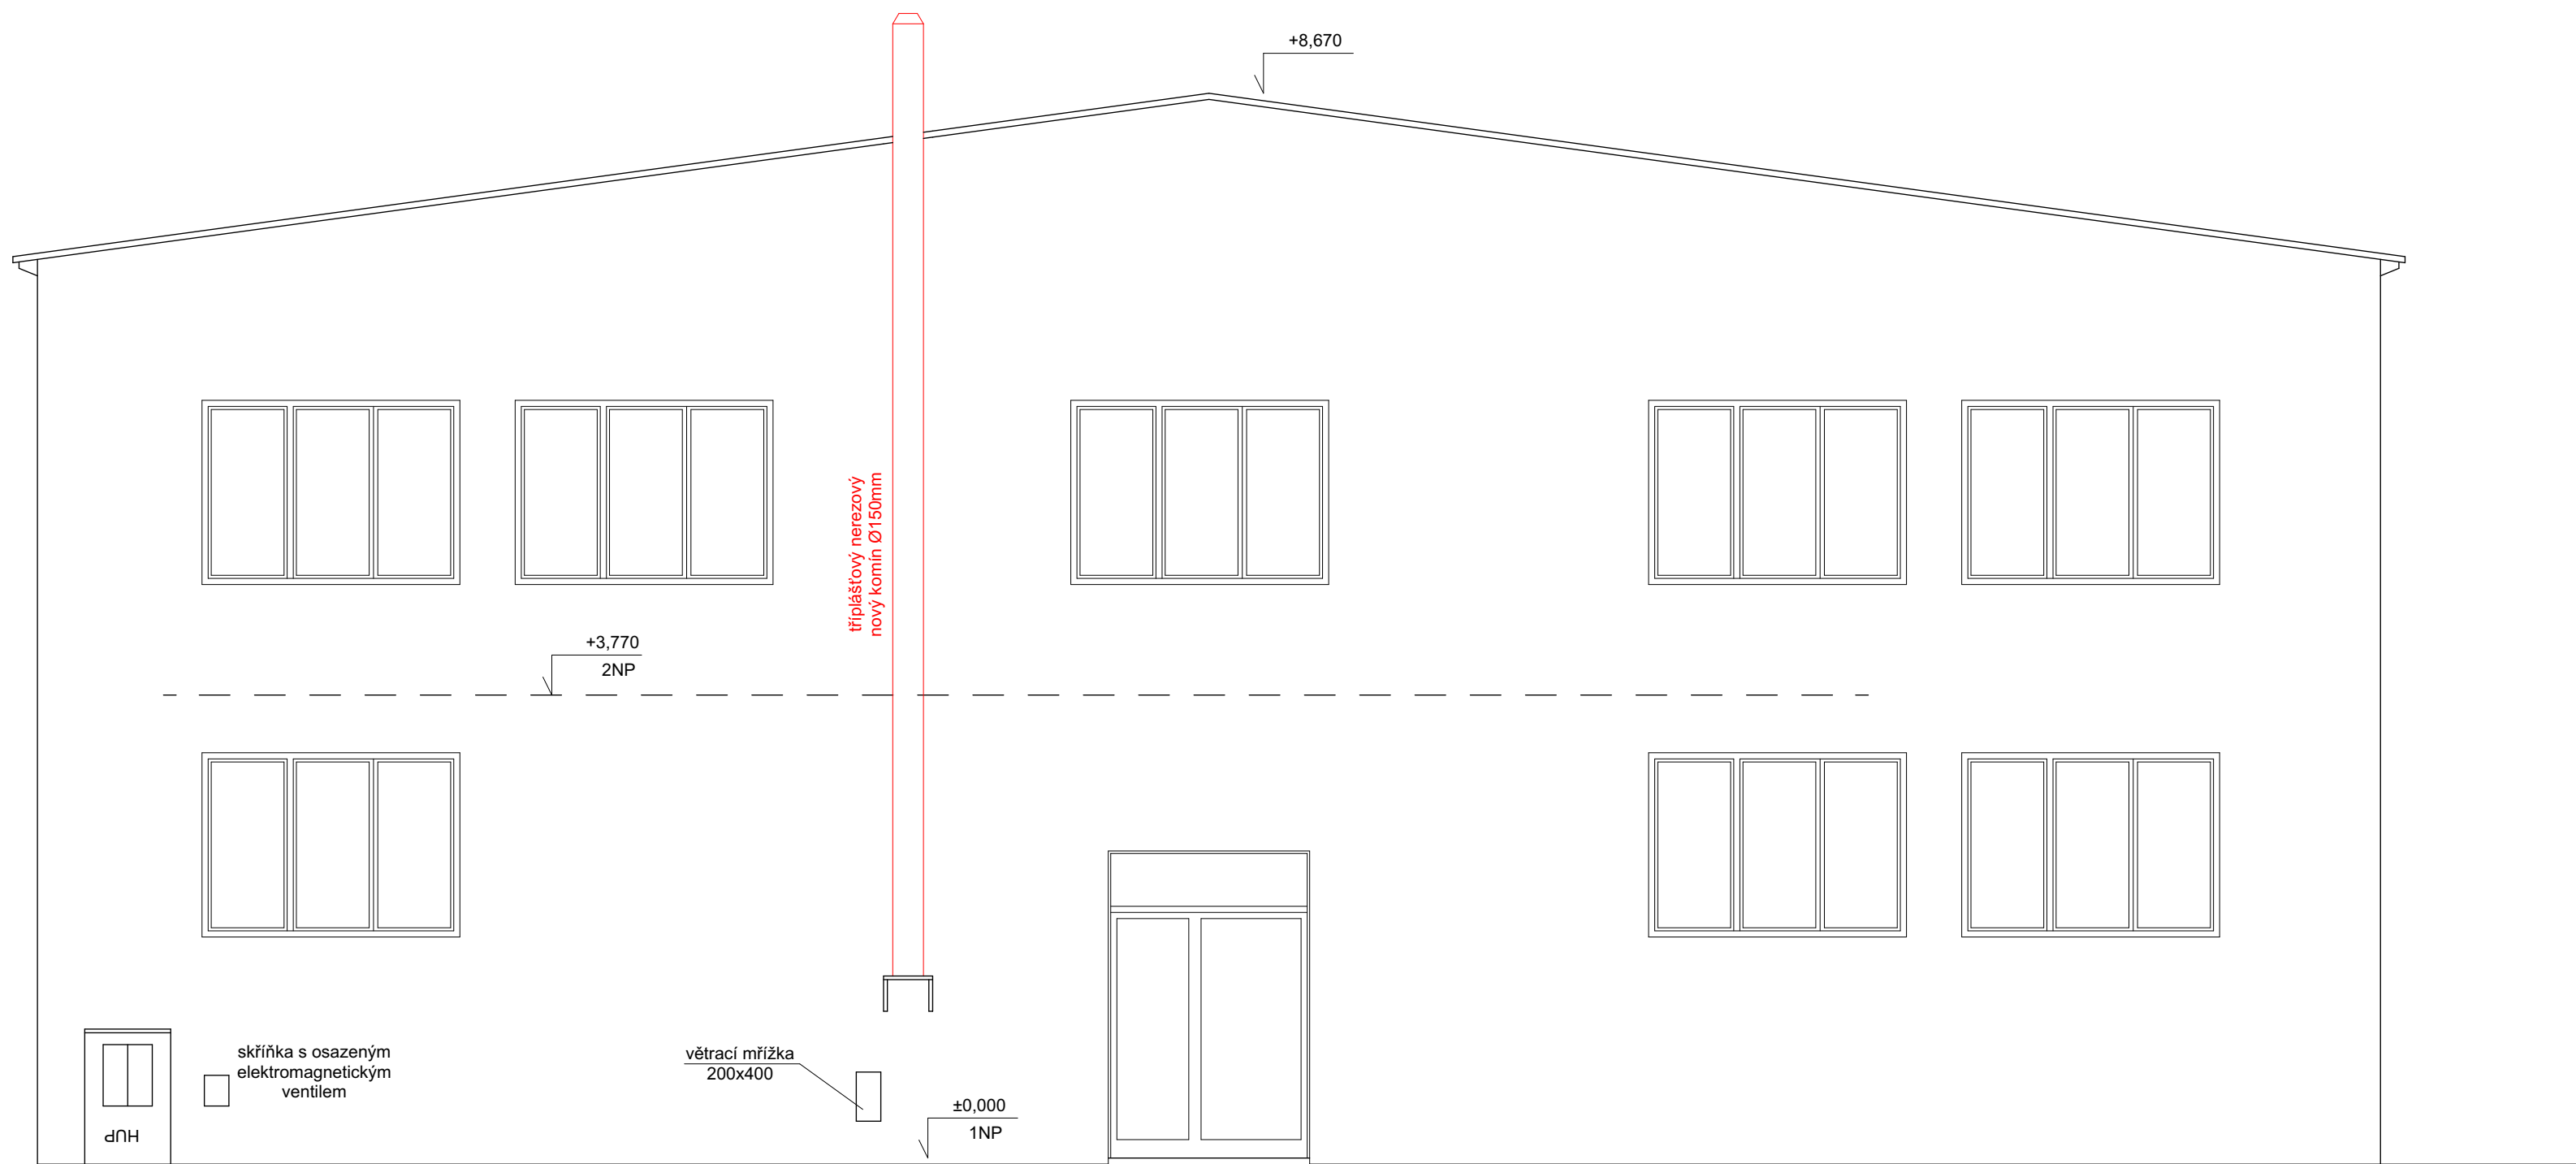 +8,670
tříplášťový nerezový
nový komín Ø150mm
+3,770
2NP
skříňka s osazeným
elektromagnetickým
ventilem
větrací mřížka
200x400
±0,000
1NP
HUP